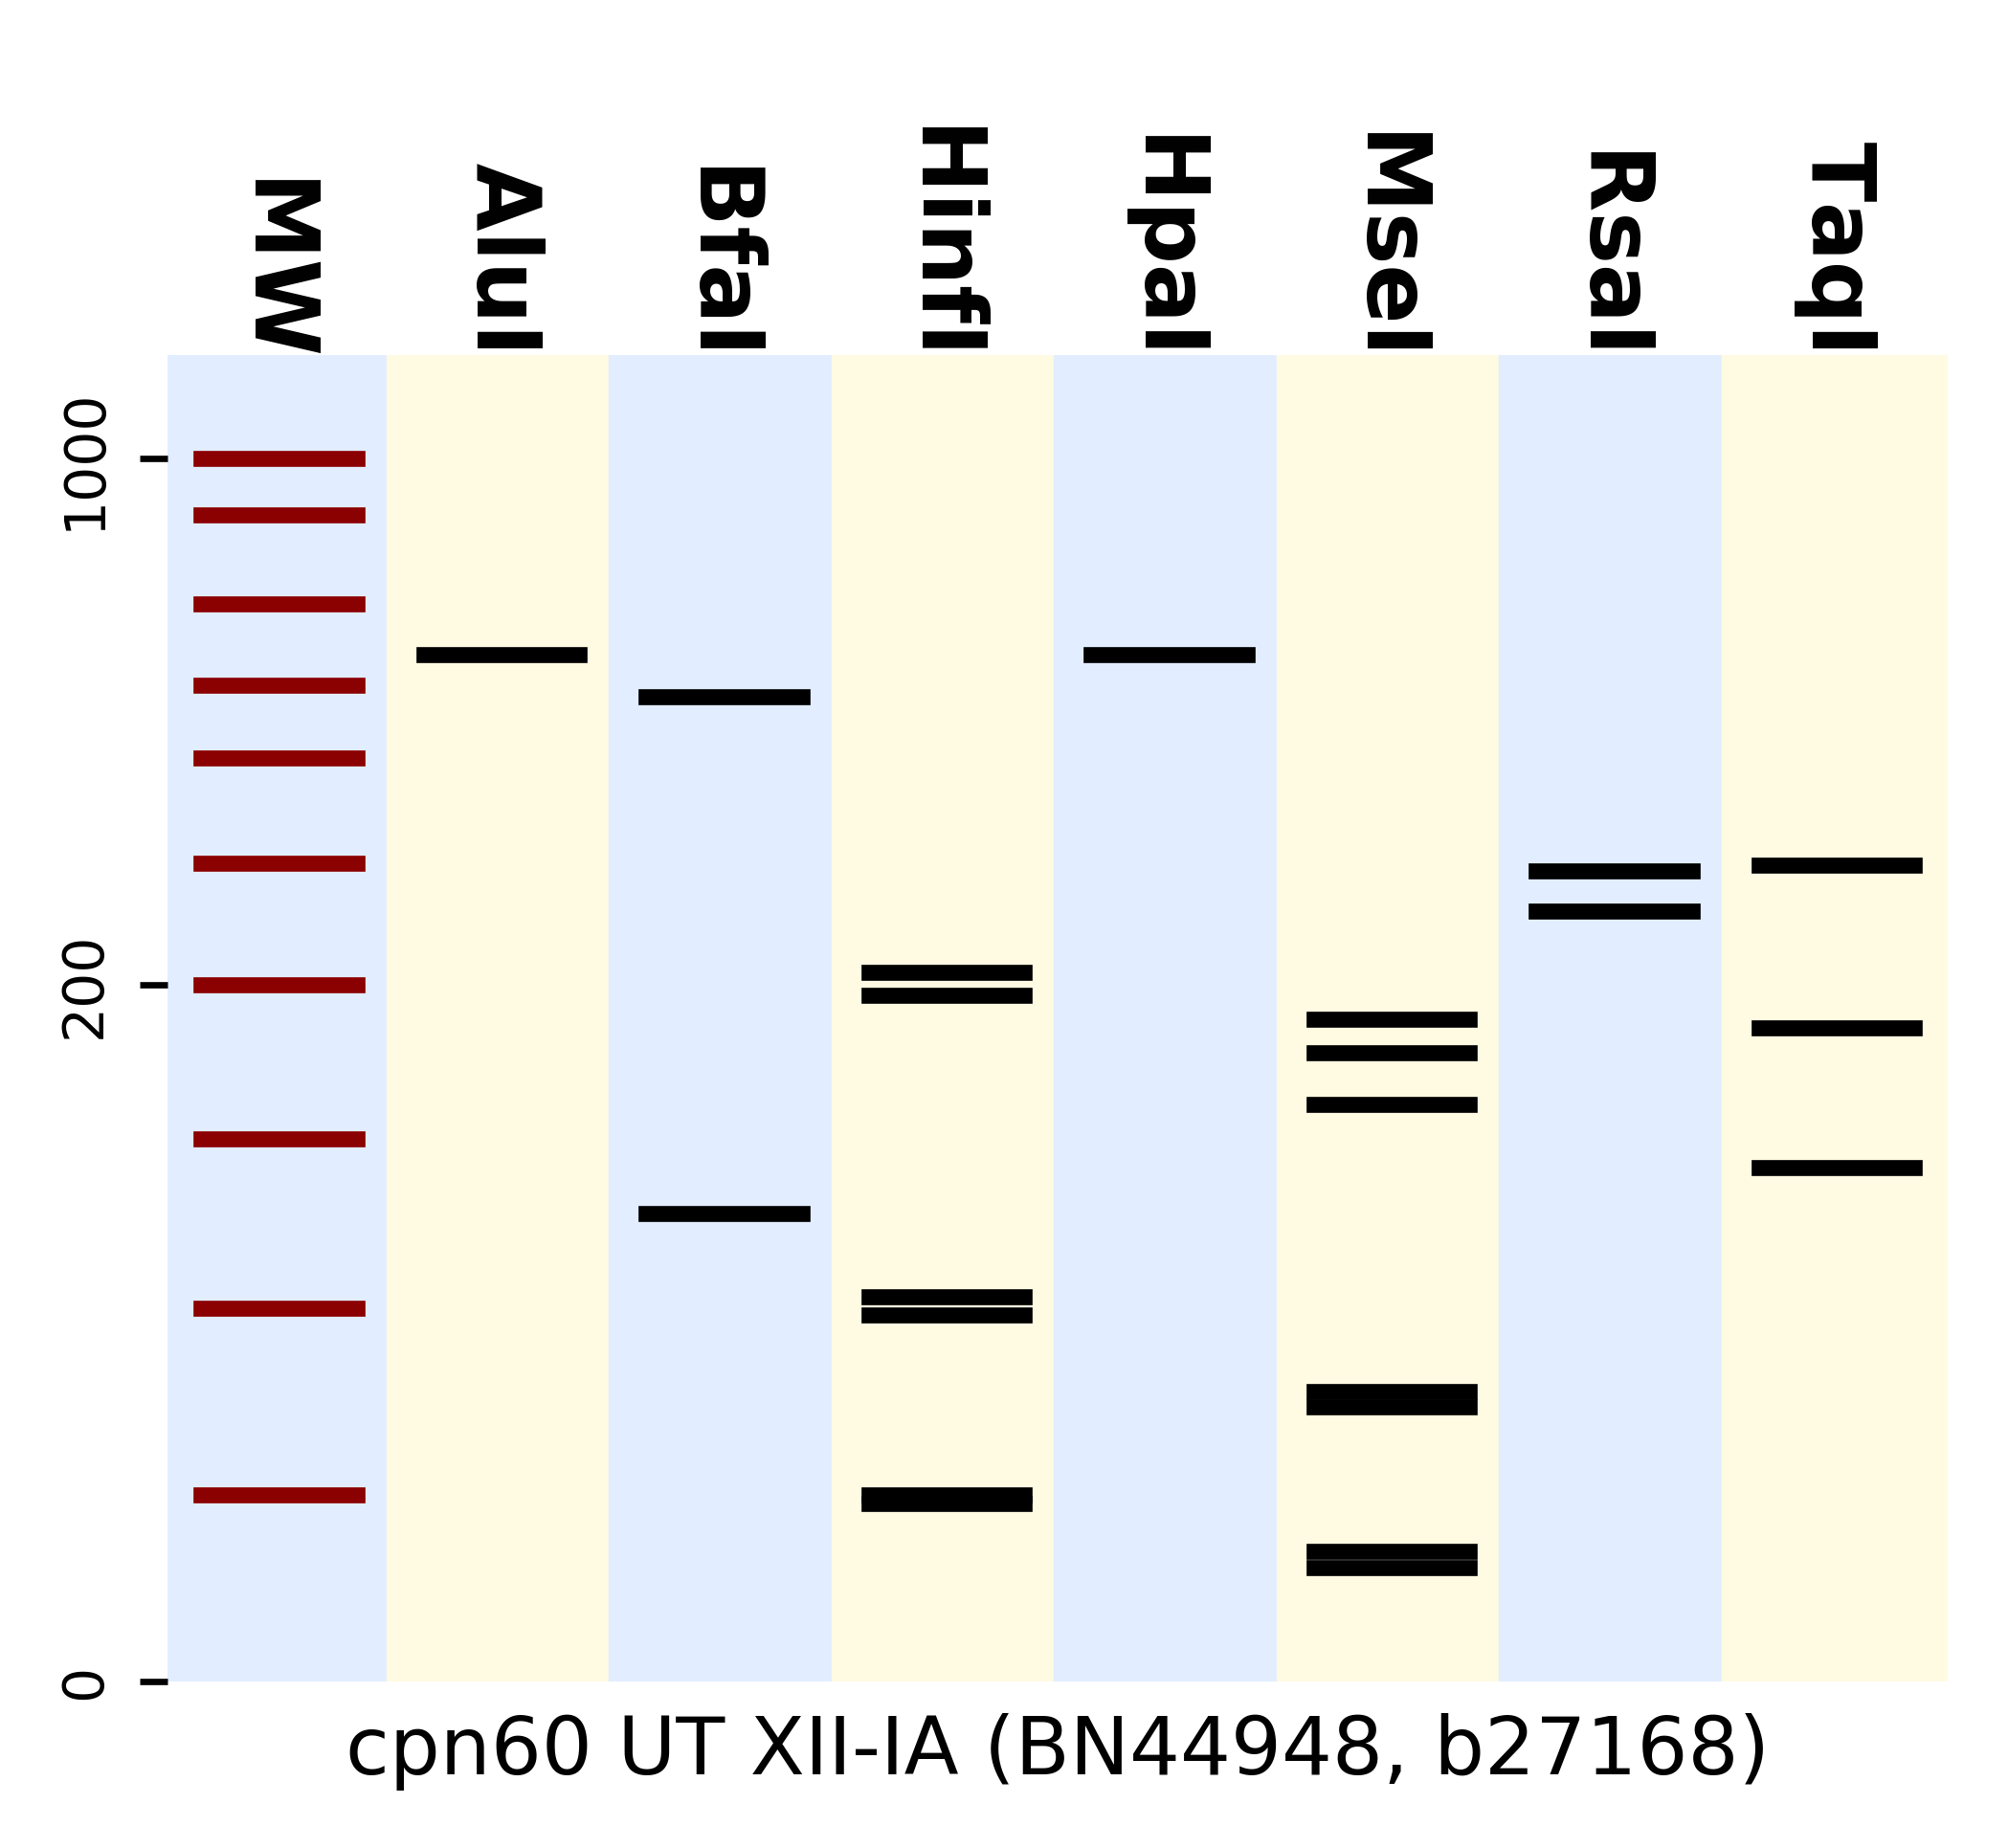 MW
AluI
BfaI
HinfI
HpaI
MseI
RsaI
TaqI
1000
200
0
cpn60 UT XII-IA (BN44948, b27168)